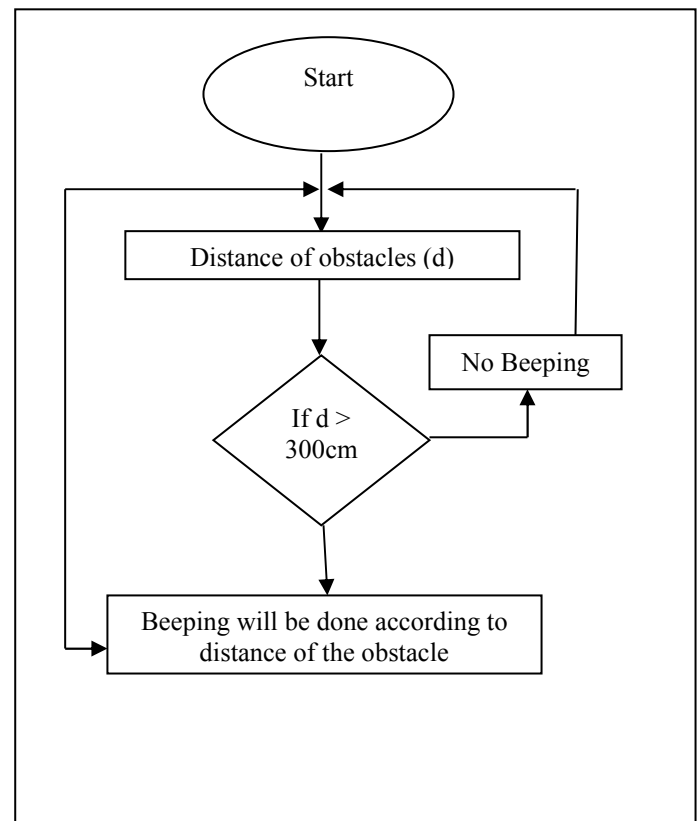 Start
Distance of obstacles (d)
No Beeping
If d >
300cm
Beeping will be done according to
distance of the obstacle